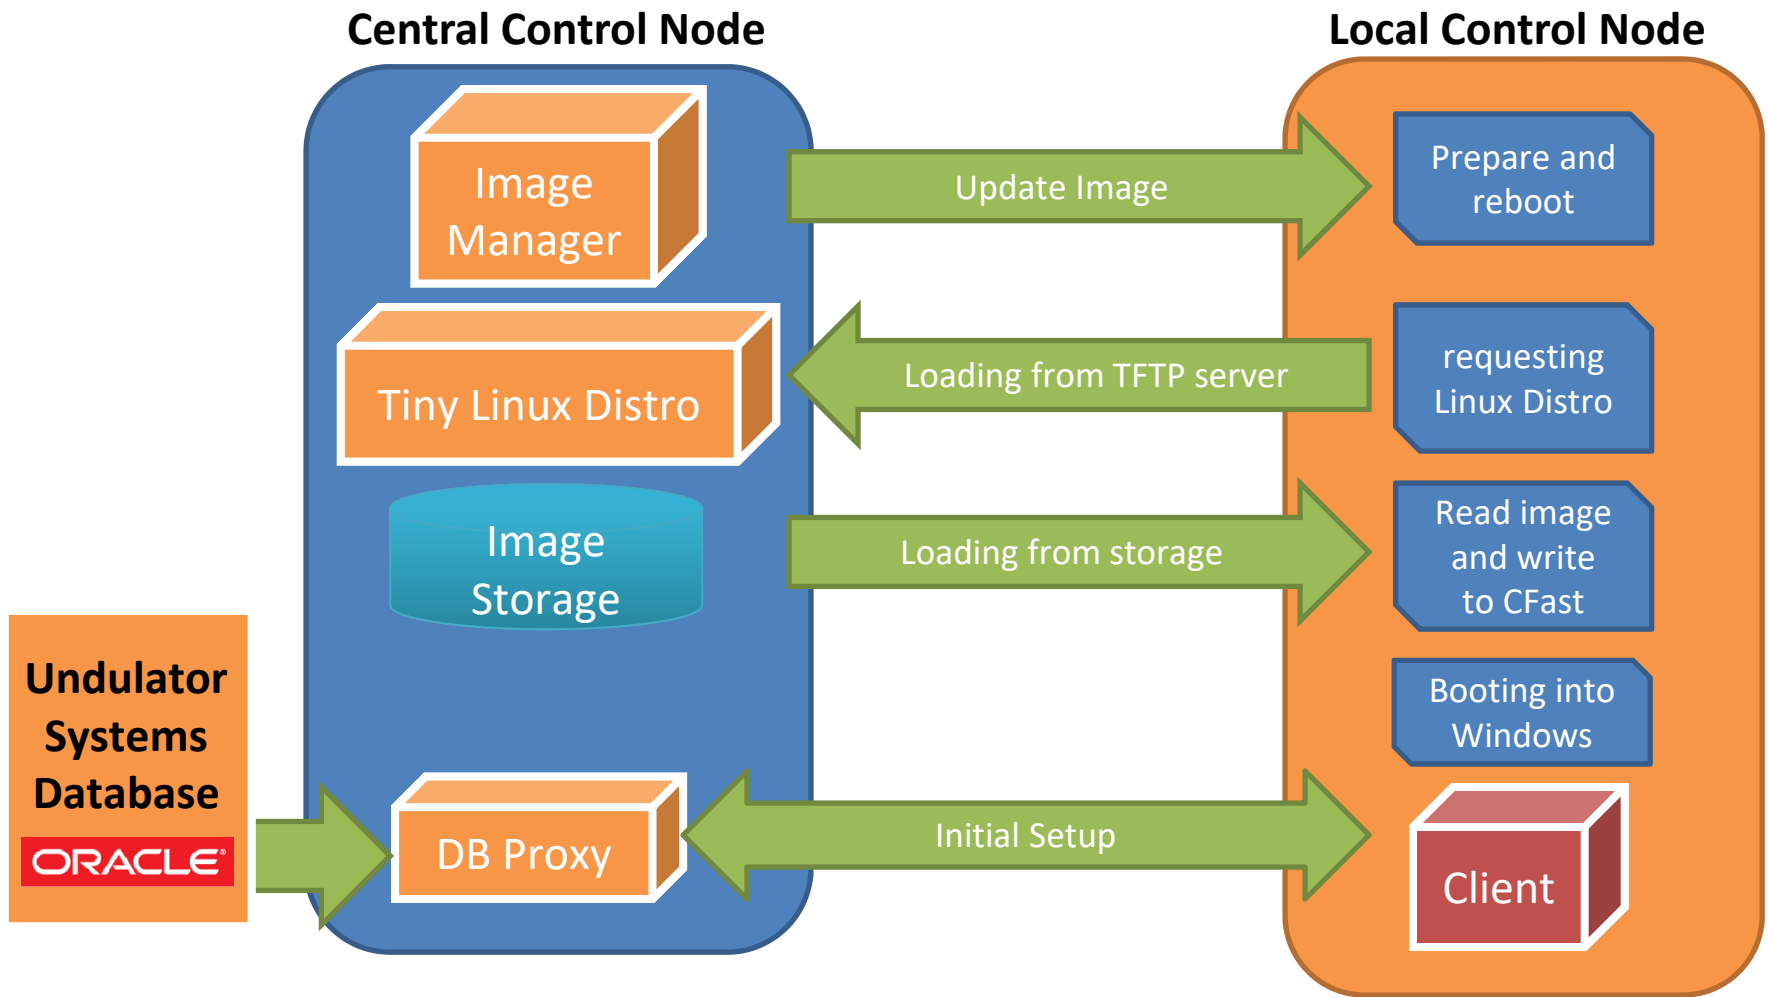 Central Control Node
Local Control Node
Image
Manager
Update Image
Prepare and
reboot
Tiny Linux Distro
Loading from TFTP server
requesting
Linux Distro
Image
Storage
Loading from storage
Read image
and write
to CFast
Booting into
Windows
Undulator
Systems
Database
ORACLE®
DB Proxy
Initial Setup
Client